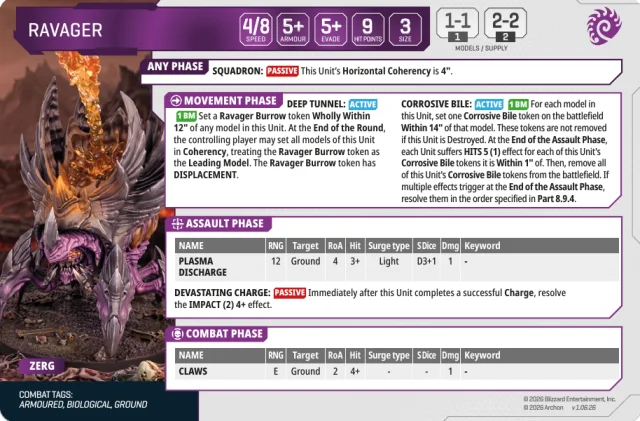 RAVAGER
4/8 SPEED
5+ ARMOUR
5+ EVADE
9 HIT POINTS
3 SIZE
1-1 1
2-2 2
MODELS / SUPPLY
ANY PHASE
SQUADRON: PASSIVE This Unit's Horizontal Coherency is 4".
MOVEMENT PHASE
DEEP TUNNEL: ACTIVE
1 BM Set a Ravager Burrow token Wholly Within
12" of any model in this Unit. At the End of the Round,
the controlling player may set all models of this Unit
in Coherency, treating the Ravager Burrow token as
the Leading Model. The Ravager Burrow token has
DISPLACEMENT.
CORROSIVE BILE: ACTIVE 1 BM For each model in
this Unit, set one Corrosive Bile token on the battlefield
Within 14" of that model. These tokens are not removed
if this Unit is Destroyed. At the End of the Assault Phase,
each Unit suffers HITS 5 (1) effect for each of this Unit's
Corrosive Bile tokens it is Within 1" of. Then, remove all
of this Unit's Corrosive Bile tokens from the battlefield. If
multiple effects trigger at the End of the Assault Phase,
resolve them in the order specified in Part 8.9.4.
ASSAULT PHASE
NAME RNG Target RoA Hit Surge type SDice Dmg Keyword
PLASMA DISCHARGE 12 Ground 4 3+ Light D3+1 1 -
DEVASTATING CHARGE: PASSIVE Immediately after this Unit completes a successful Charge, resolve
the IMPACT (2) 4+ effect.
COMBAT PHASE
NAME RNG Target RoA Hit Surge type SDice Dmg Keyword
CLAWS E Ground 2 4+ - - 1 -
ZERG
COMBAT TAGS:
ARMOURED, BIOLOGICAL, GROUND
© 2026 Blizzard Entertainment, Inc.
© 2026 Archon v 1.06.26